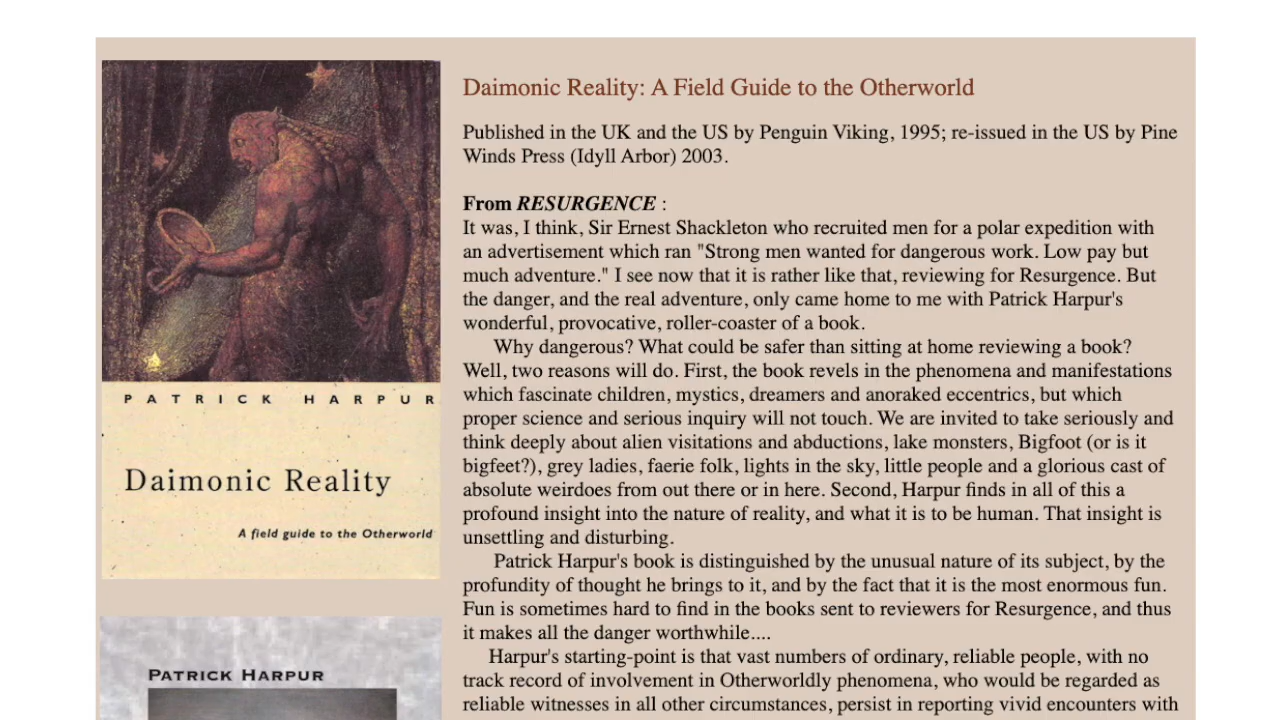 Daimonic Reality: A Field Guide to the Otherworld
Published in the UK and the US by Penguin Viking, 1995; re-issued in the US by Pine
Winds Press (Idyll Arbor) 2003.
From RESURGENCE :
It was, I think, Sir Ernest Shackleton who recruited men for a polar expedition with
an advertisement which ran "Strong men wanted for dangerous work. Low pay but
much adventure." I see now that it is rather like that, reviewing for Resurgence. But
the danger, and the real adventure, only came home to me with Patrick Harpur's
wonderful, provocative, roller-coaster of a book.
Why dangerous? What could be safer than sitting at home reviewing a book?
Well, two reasons will do. First, the book revels in the phenomena and manifestations
which fascinate children, mystics, dreamers and anoraked eccentrics, but which
proper science and serious inquiry will not touch. We are invited to take seriously and
think deeply about alien visitations and abductions, lake monsters, Bigfoot (or is it
bigfeet?), grey ladies, faerie folk, lights in the sky, little people and a glorious cast of
absolute weirdoes from out there or in here. Second, Harpur finds in all of this a
profound insight into the nature of reality, and what it is to be human. That insight is
unsettling and disturbing.
Patrick Harpur's book is distinguished by the unusual nature of its subject, by the
profundity of thought he brings to it, and by the fact that it is the most enormous fun.
Fun is sometimes hard to find in the books sent to reviewers for Resurgence, and thus
it makes all the danger worthwhile....
Harpur's starting-point is that vast numbers of ordinary, reliable people, with no
track record of involvement in Otherworldly phenomena, who would be regarded as
reliable witnesses in all other circumstances, persist in reporting vivid encounters with
PATRICK HARPUR
Daimonic Reality
A field guide to the Otherworld
PATRICK HARPUR